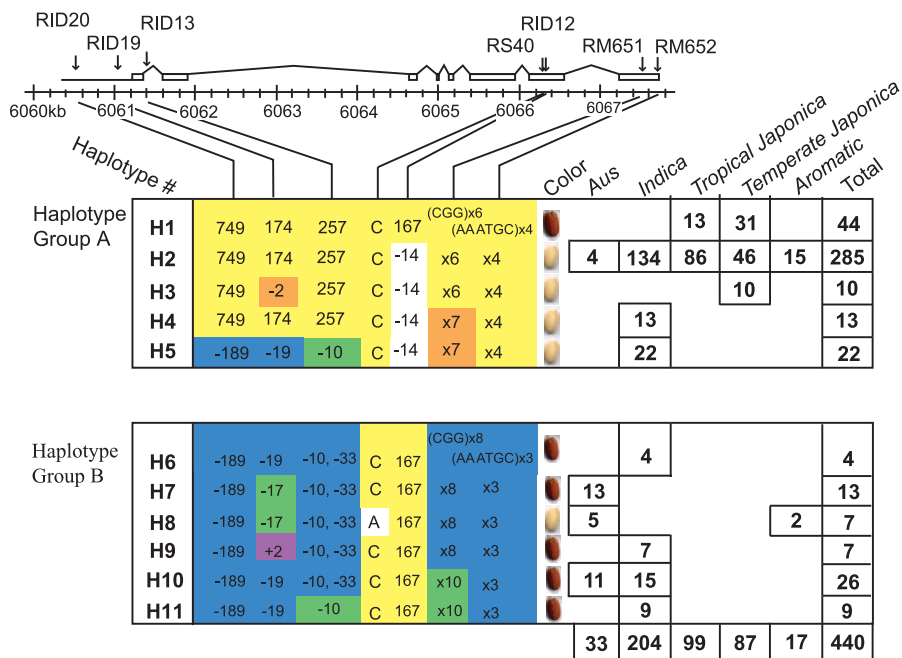 RID20
RID13
RID19
RID12
RS40
RM651
RM652
6060kb 6061 6062 6063 6064 6065 6066 6067
Haplotype #
Color Aus Indica Tropical Japonica Temperate Japonica Aromatic Total
Haplotype
Group A
(CGG)x6
H1 749 174 257 C 167 (AAATGC)x4 13 31 44
H2 749 174 257 C -14 x6 x4 4 134 86 46 15 285
H3 749 -2 257 C -14 x6 x4 10 10
H4 749 174 257 C -14 x7 x4 13 13
H5 -189 -19 -10 C -14 x7 x4 22 22
Haplotype
Group B
(CGG)x8
(AAATGC)x3
H6 -189 -19 -10, -33 C 167 4 4
H7 -189 -17 -10, -33 C 167 x8 x3 13 13
H8 -189 -17 -10, -33 A 167 x8 x3 5 2 7
H9 -189 +2 -10, -33 C 167 x8 x3 7 7
H10 -189 -19 -10, -33 C 167 x10 x3 11 15 26
H11 -189 -19 -10 C 167 x10 x3 9 9
33 204 99 87 17 440